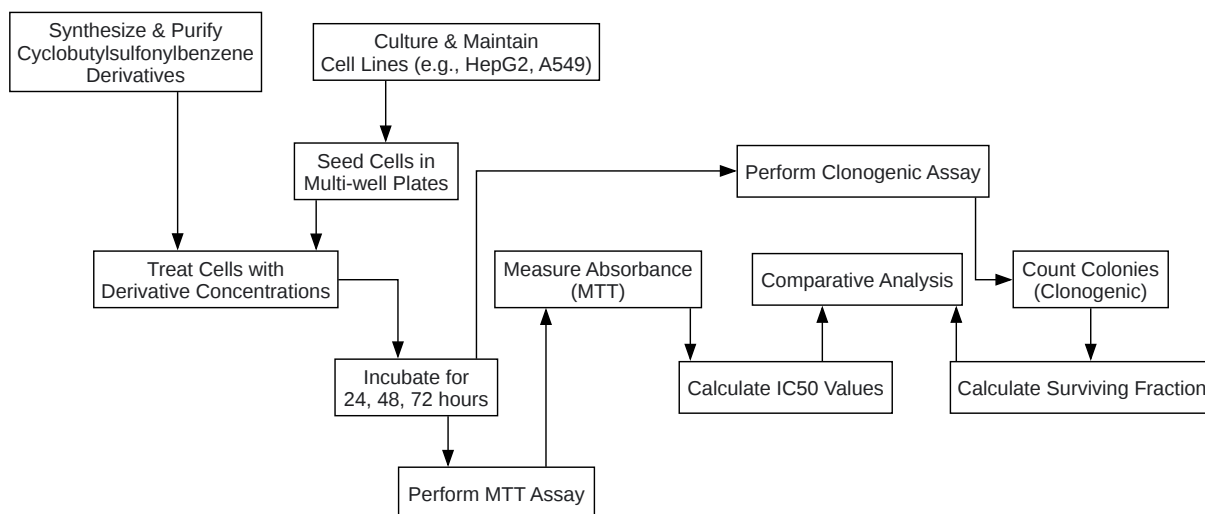 Synthesize & Purify
Cyclobutylsulfonylbenzene
Derivatives
Culture & Maintain
Cell Lines (e.g., HepG2, A549)
Seed Cells in
Multi-well Plates
Perform Clonogenic Assay
Treat Cells with
Derivative Concentrations
Measure Absorbance
(MTT)
Comparative Analysis
Count Colonies
(Clonogenic)
Incubate for
24, 48, 72 hours
Calculate IC50 Values
Calculate Surviving Fraction
Perform MTT Assay